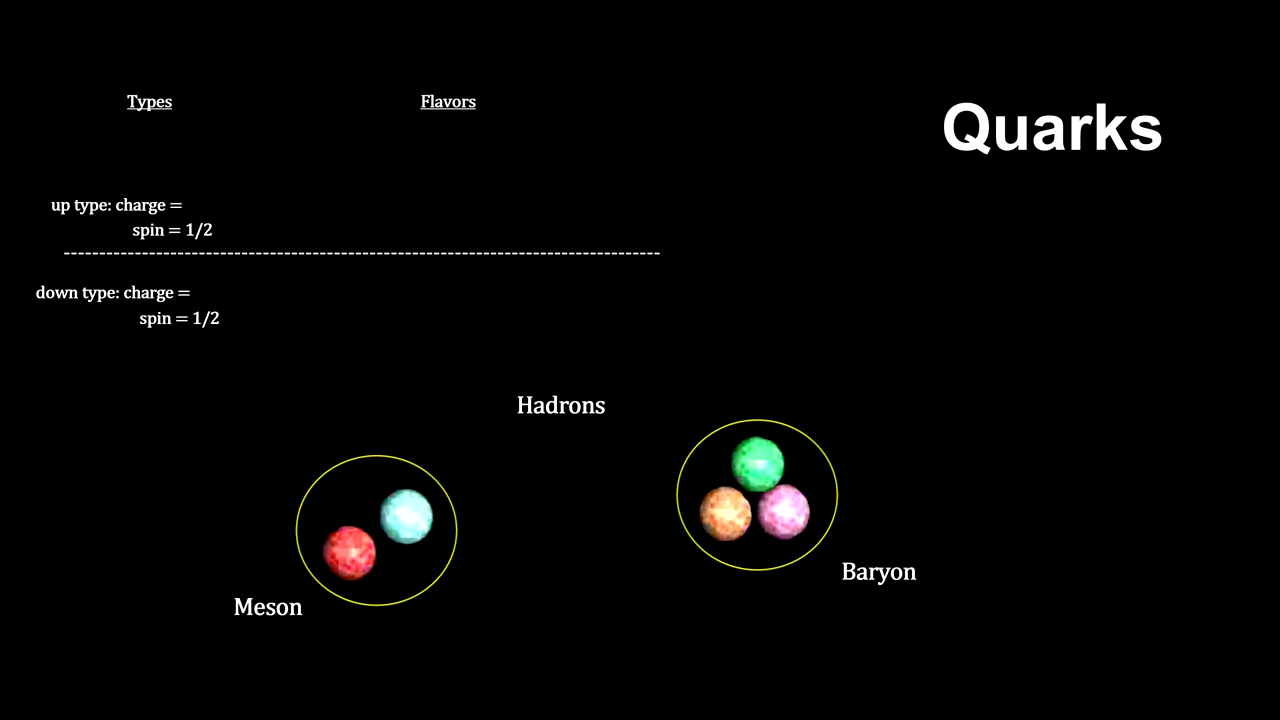 Quarks
Types
Flavors
up type: charge =
spin = 1/2
-------------------------------------------------------------------------------------
down type: charge =
spin = 1/2
Hadrons
Meson
Baryon